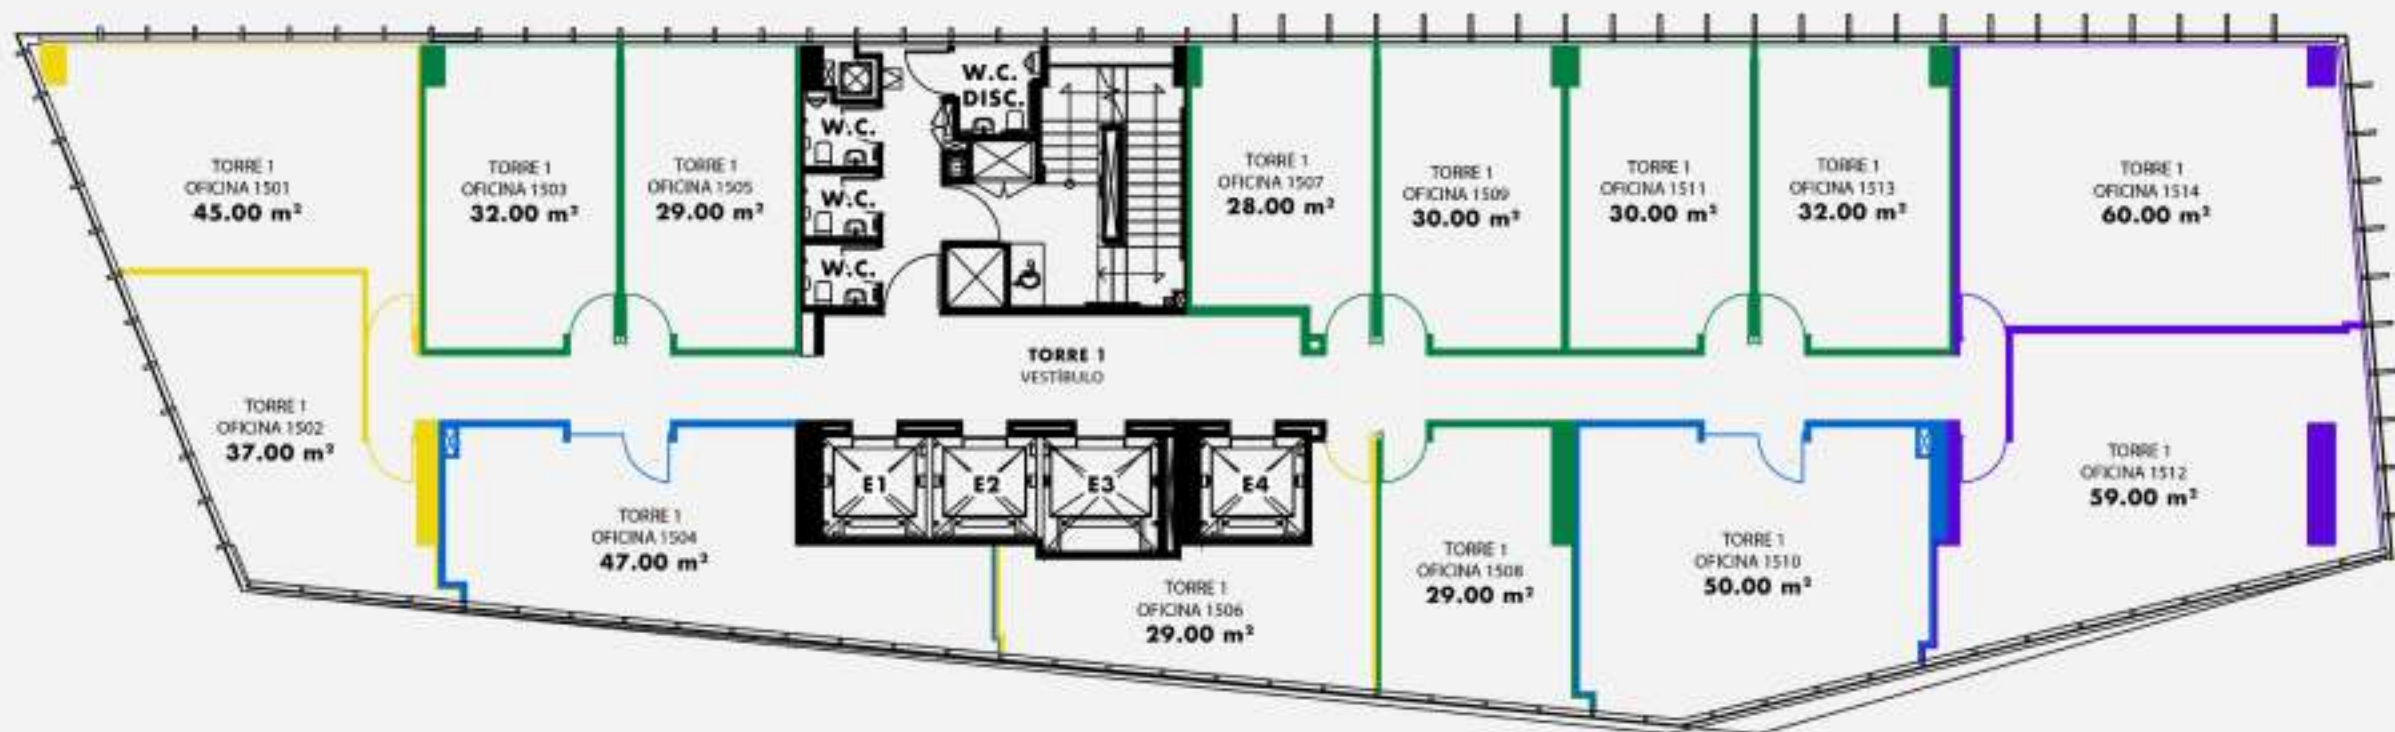 W.C.
DISC.
W.C.
W.C.
W.C.
TORRE 1
OFICINA 1501
45.00 m²
TORRE 1
OFICINA 1503
32.00 m²
TORRE 1
OFICINA 1505
29.00 m²
TORRE 1
OFICINA 1507
28.00 m²
TORRE 1
OFICINA 1509
30.00 m²
TORRE 1
OFICINA 1511
30.00 m²
TORRE 1
OFICINA 1513
32.00 m²
TORRE 1
OFICINA 1514
60.00 m²
TORRE 1
VESTÍBULO
TORRE 1
OFICINA 1502
37.00 m²
TORRE 1
OFICINA 1504
47.00 m²
E1
E2
E3
E4
TORRE 1
OFICINA 1506
29.00 m²
TORRE 1
OFICINA 1508
29.00 m²
TORRE 1
OFICINA 1510
50.00 m²
TORRE 1
OFICINA 1512
59.00 m²